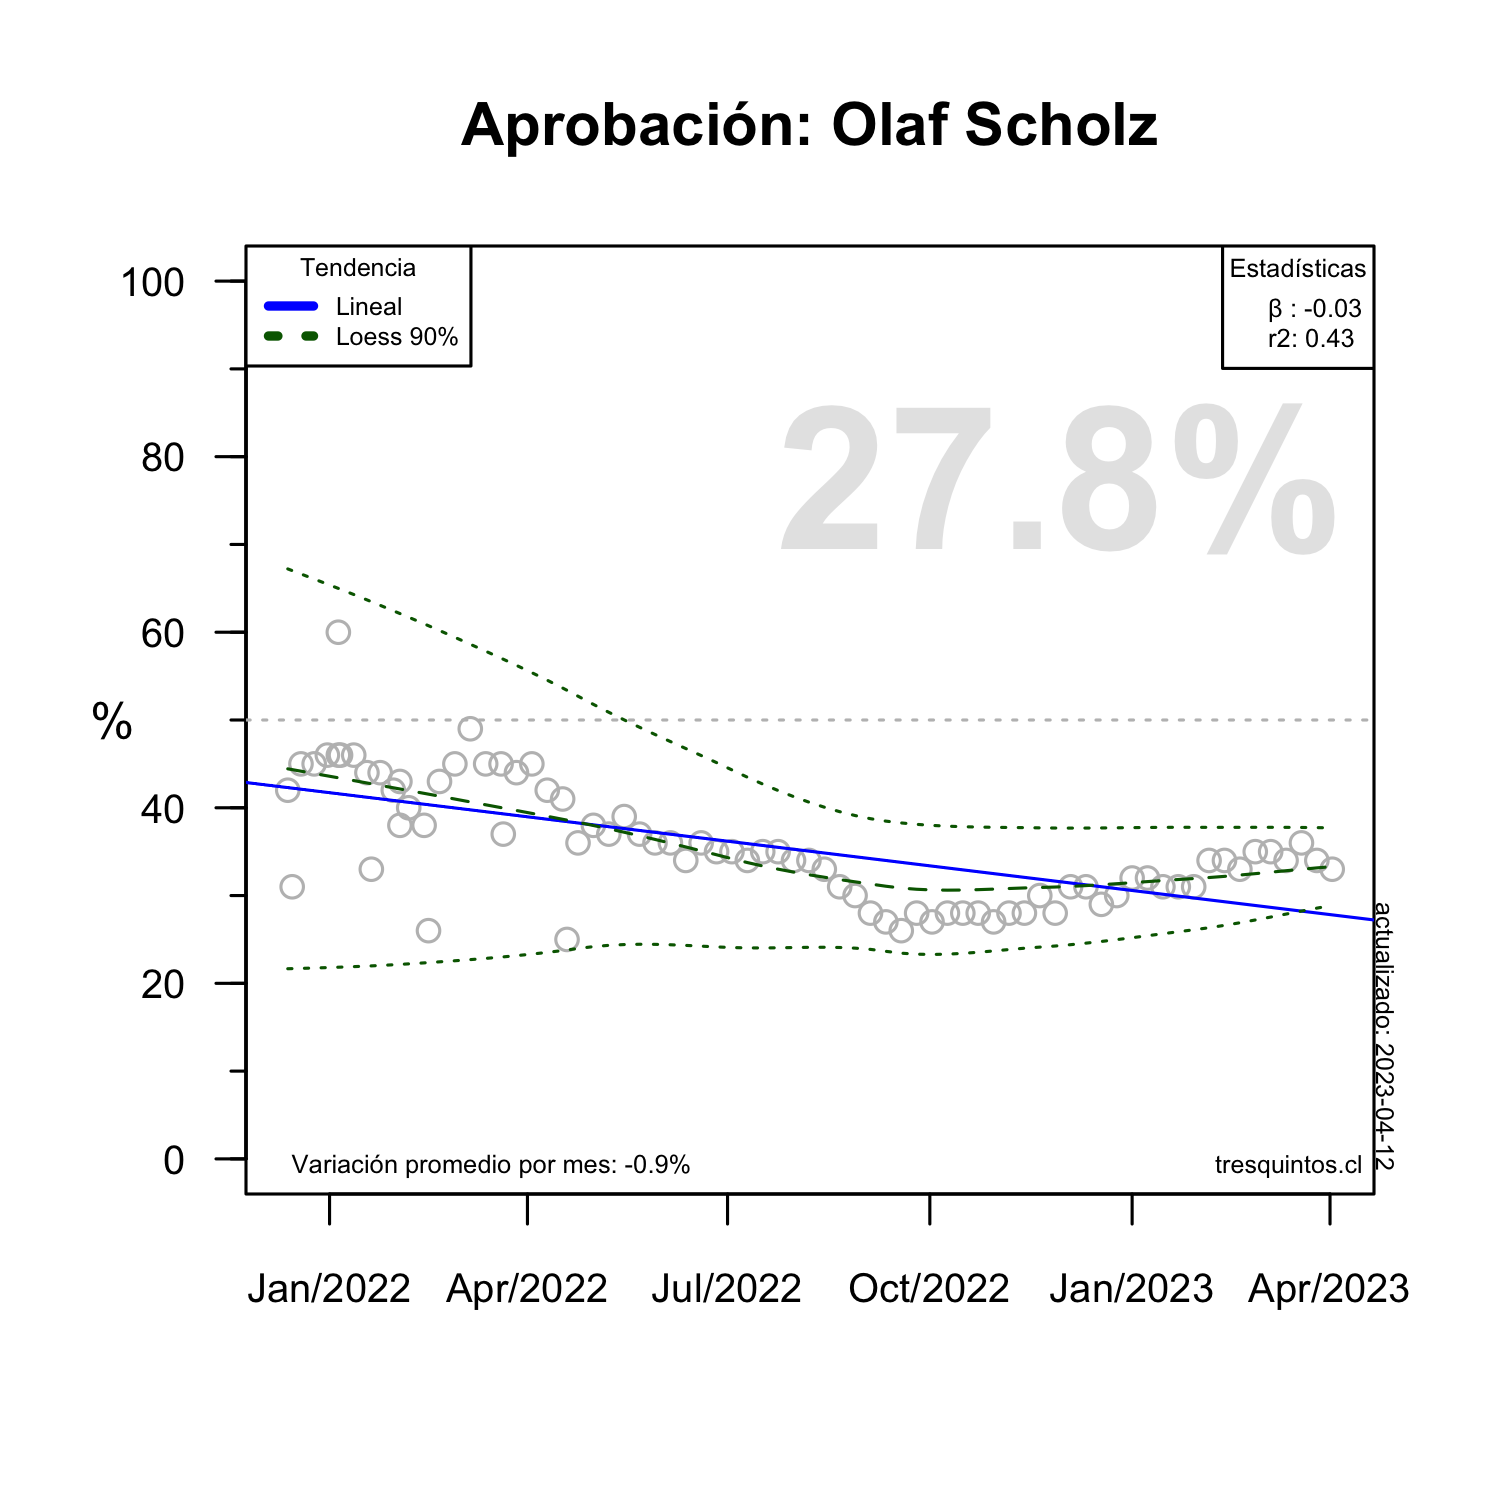 Aprobación: Olaf Scholz
Tendencia
Lineal
Loess 90%
Estadísticas
β : -0.03
r2: 0.43
27.8%
100
80
60
40
20
0
%
Variación promedio por mes: -0.9%
tresquintos.cl
actualizado: 2023-04-12
Jan/2022 Apr/2022 Jul/2022 Oct/2022 Jan/2023 Apr/2023